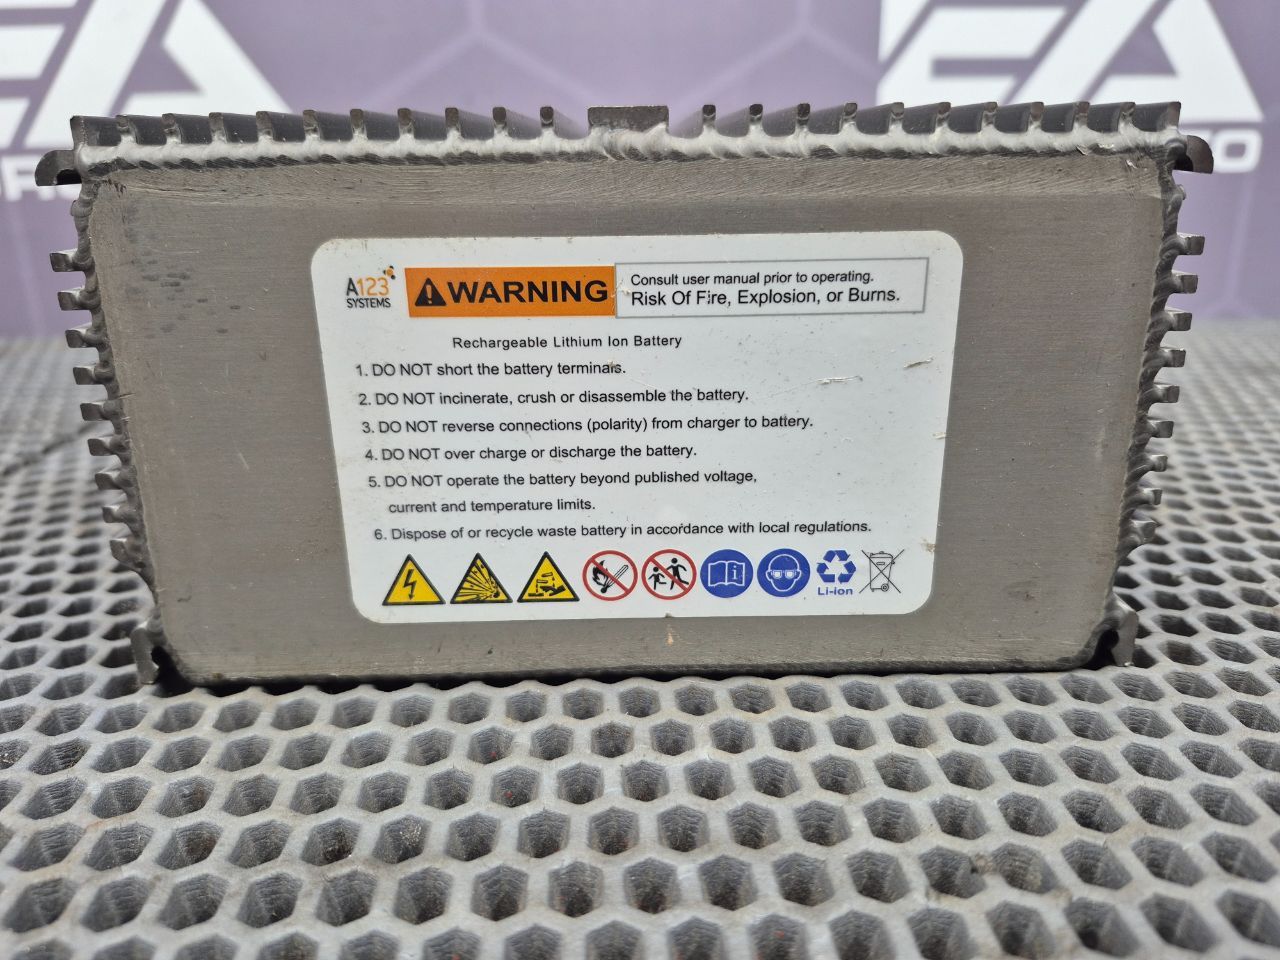 A123
SYSTEMS
WARNING
Consult user manual prior to operating.
Risk Of Fire, Explosion, or Burns.
Rechargeable Lithium Ion Battery
1. DO NOT short the battery terminals.
2. DO NOT incinerate, crush or disassemble the battery.
3. DO NOT reverse connections (polarity) from charger to battery.
4. DO NOT over charge or discharge the battery.
5. DO NOT operate the battery beyond published voltage,
current and temperature limits.
6. Dispose of or recycle waste battery in accordance with local regulations.
Li-ion